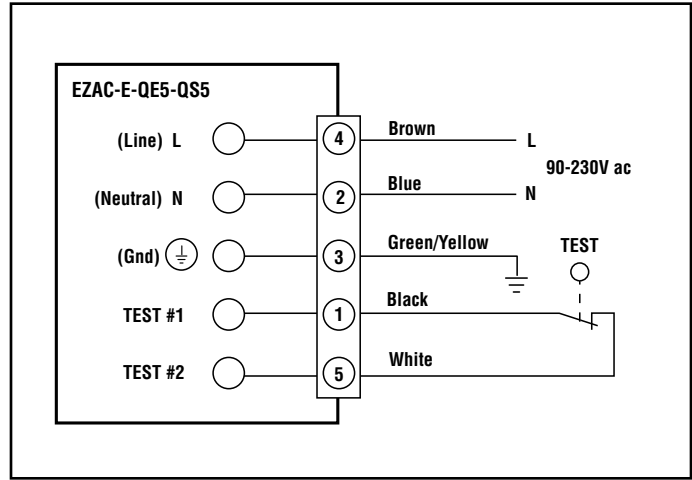 EZAC-E-QE5-QS5
(Line) L 4 Brown L
90-230V ac
(Neutral) N 2 Blue N
(Gnd) 3 Green/Yellow TEST
TEST #1 1 Black
TEST #2 5 White